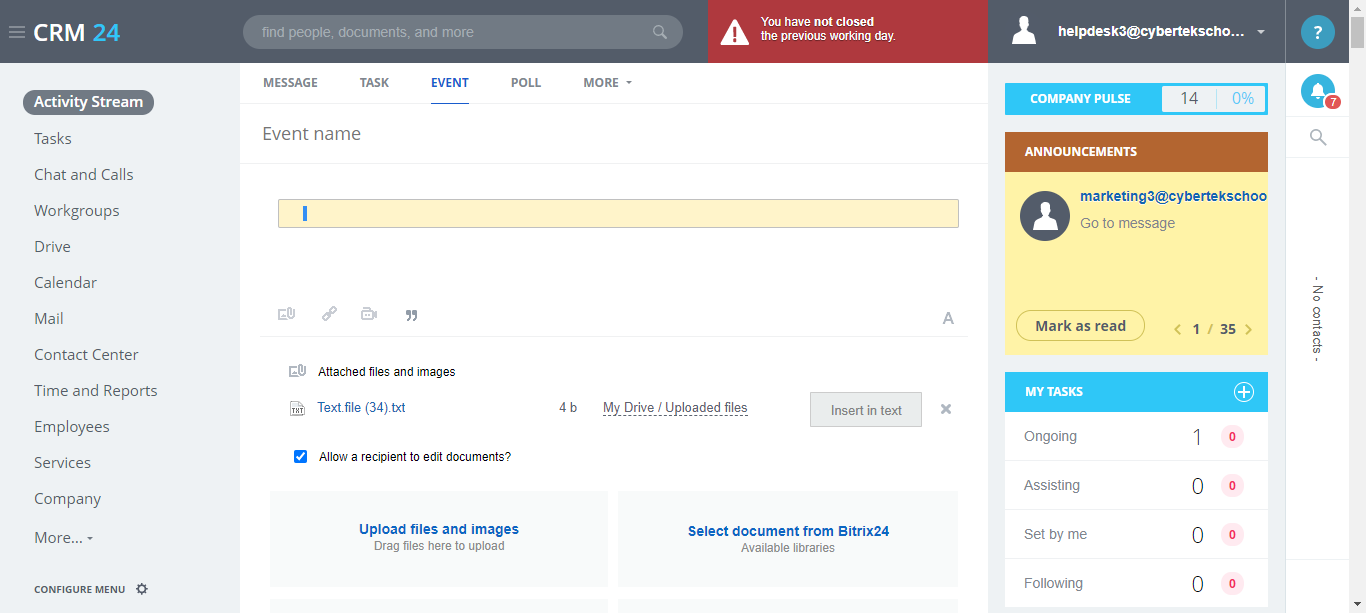 CRM 24
find people, documents, and more
You have not closed
the previous working day.
helpdesk3@cybertekscho...
?
7
Activity Stream
Tasks
Chat and Calls
Workgroups
Drive
Calendar
Mail
Contact Center
Time and Reports
Employees
Services
Company
More...
CONFIGURE MENU
MESSAGE TASK EVENT POLL MORE
Event name
A
Attached files and images
TXT Text.file (34).txt 4 b My Drive / Uploaded files Insert in text
Allow a recipient to edit documents?
Upload files and images
Drag files here to upload
Select document from Bitrix24
Available libraries
COMPANY PULSE 14 0%
ANNOUNCEMENTS
marketing3@cybertekschoo
Go to message
Mark as read 1 / 35
MY TASKS
Ongoing 1 0
Assisting 0 0
Set by me 0 0
Following 0 0
- No contacts -